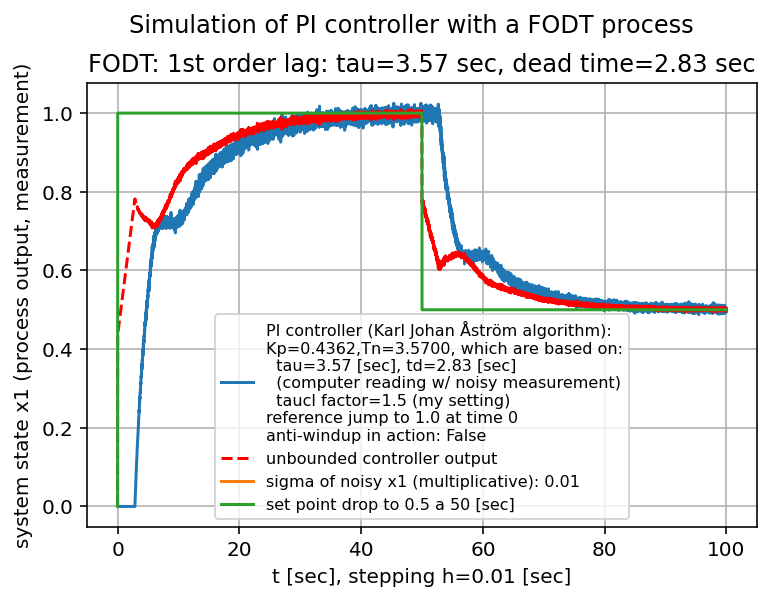 Simulation of PI controller with a FODT process
FODT: 1st order lag: tau=3.57 sec, dead time=2.83 sec
system state x1 (process output, measurement)
1.0
0.8
0.6
0.4
0.2
0.0
PI controller (Karl Johan Åström algorithm):
Kp=0.4362,Tn=3.5700, which are based on:
tau=3.57 [sec], td=2.83 [sec]
(computer reading w/ noisy measurement)
taucl factor=1.5 (my setting)
reference jump to 1.0 at time 0
anti-windup in action: False
unbounded controller output
sigma of noisy x1 (multiplicative): 0.01
set point drop to 0.5 a 50 [sec]
0 20 40 60 80 100
t [sec], stepping h=0.01 [sec]